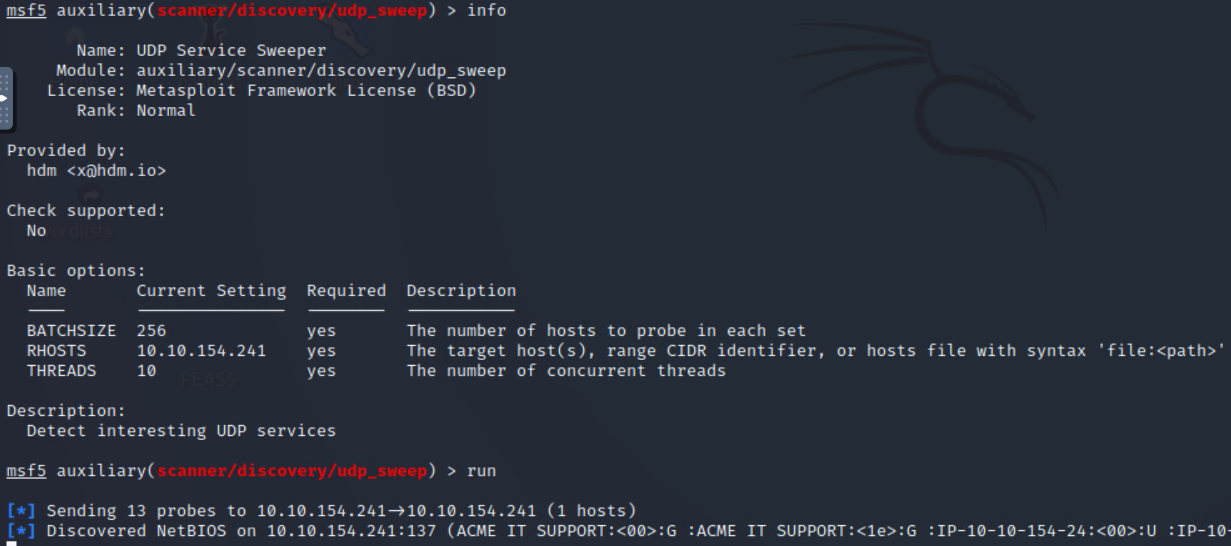 msf5 auxiliary(scanner/discovery/udp_sweep) > info
Name: UDP Service Sweeper
Module: auxiliary/scanner/discovery/udp_sweep
License: Metasploit Framework License (BSD)
Rank: Normal
Provided by:
hdm <x@hdm.io>
Check supported:
No
Basic options:
Name Current Setting Required Description
BATCHSIZE 256 yes The number of hosts to probe in each set
RHOSTS 10.10.154.241 yes The target host(s), range CIDR identifier, or hosts file with syntax 'file:<path>'
THREADS 10 yes The number of concurrent threads
PEASS
Description:
Detect interesting UDP services
msf5 auxiliary(scanner/discovery/udp_sweep) > run
[*] Sending 13 probes to 10.10.154.241→10.10.154.241 (1 hosts)
[*] Discovered NetBIOS on 10.10.154.241:137 (ACME IT SUPPORT:<00>:G :ACME IT SUPPORT:<1e>:G :IP-10-10-154-24:<00>:U :IP-10-